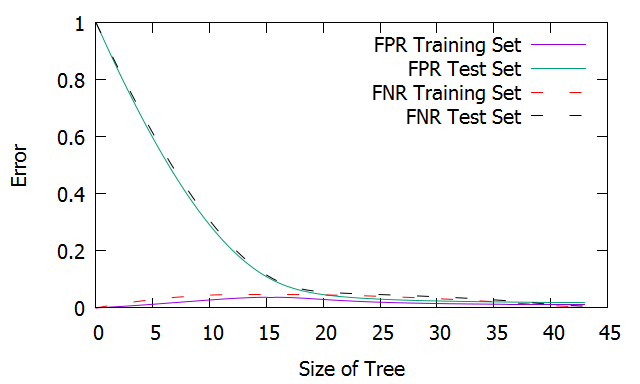 1
0.8
0.6
0.4
0.2
0
Error
FPR Training Set
FPR Test Set
FNR Training Set
FNR Test Set
0 5 10 15 20 25 30 35 40 45
Size of Tree